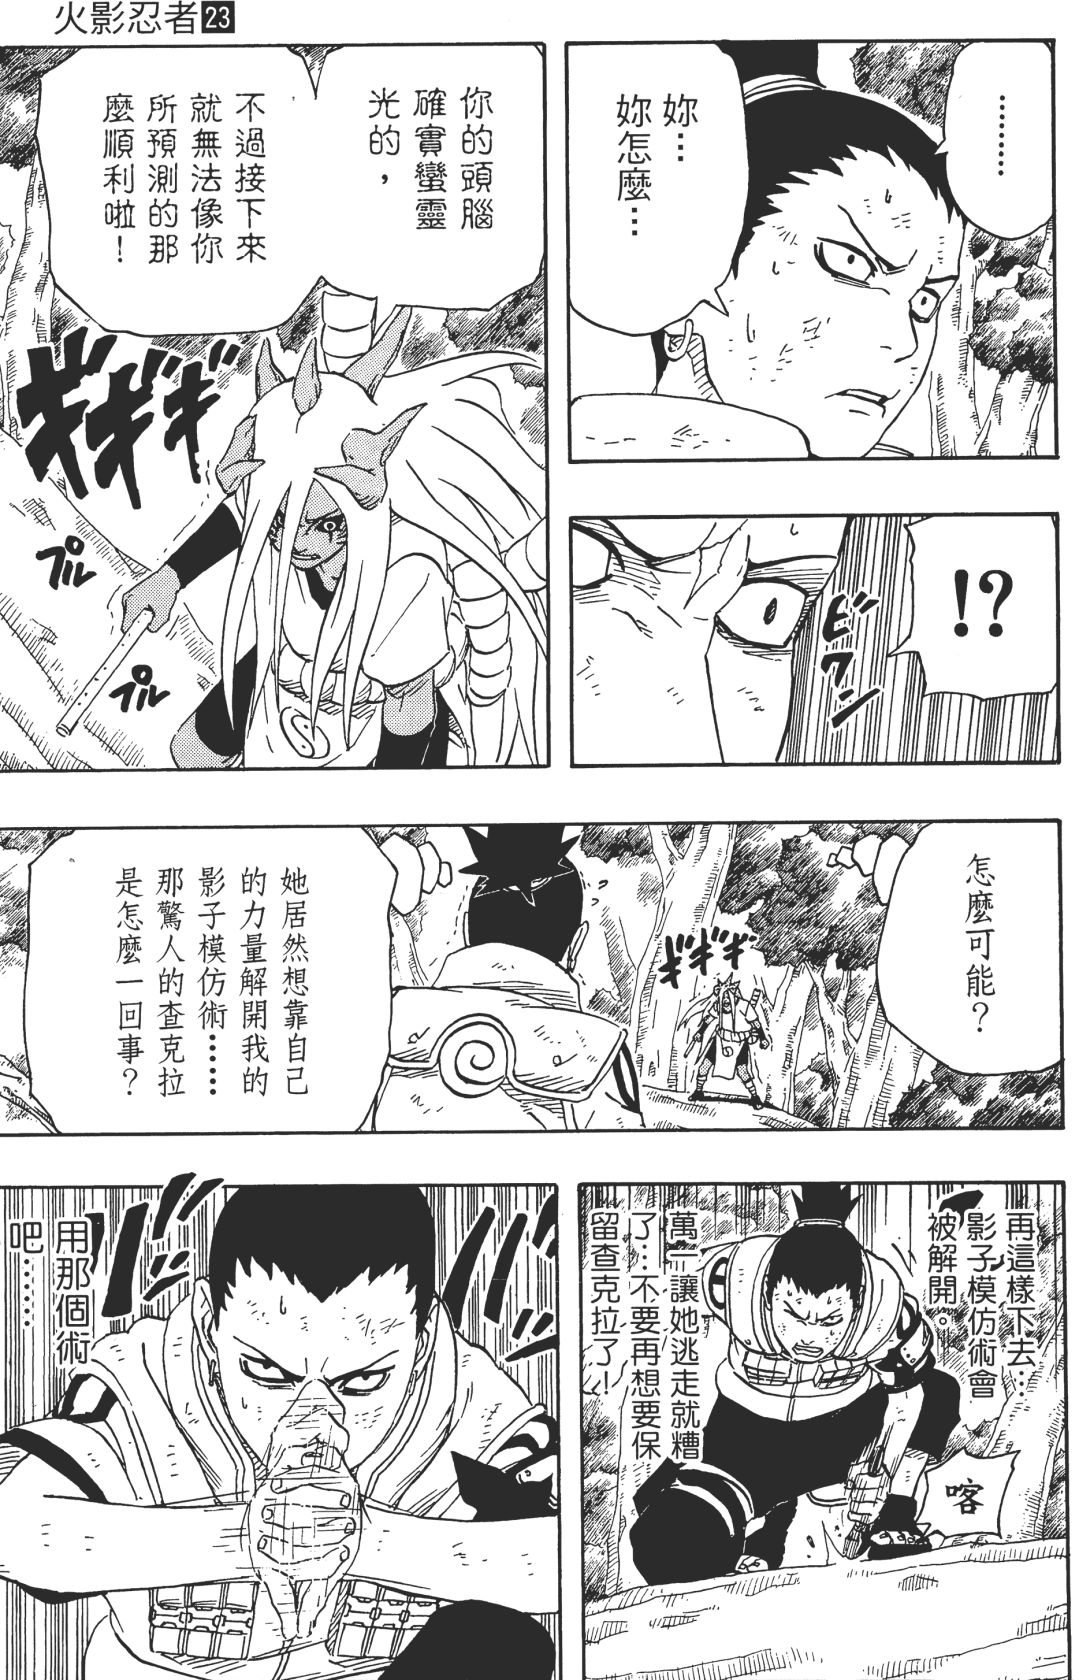 火影忍者23
………
妳…
妳怎麼…
!?
ビクン
你的頭腦
確實蠻靈
光的，
不過接下來
就無法像你
所預測的那
麼順利啦！
ギギギ
プル
プル
怎麼可能？
ギギギ
她居然想靠自己
的力量解開我的
影子模仿術……
那驚人的查克拉
是怎麼一回事？
再這樣下去…
影子模仿術會
被解開。
萬一讓她逃走就糟
了…不要再想要保
留查克拉了！
喀
用那個術
吧……